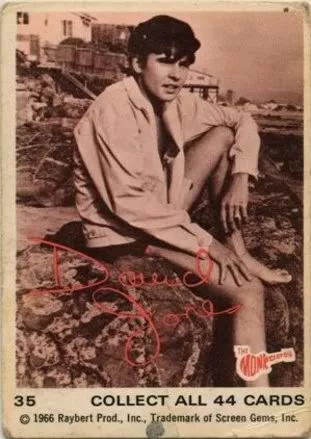 David
Jones
THE
MONKEES
35 COLLECT ALL 44 CARDS
© 1966 Raybert Prod., Inc., Trademark of Screen Gems, Inc.